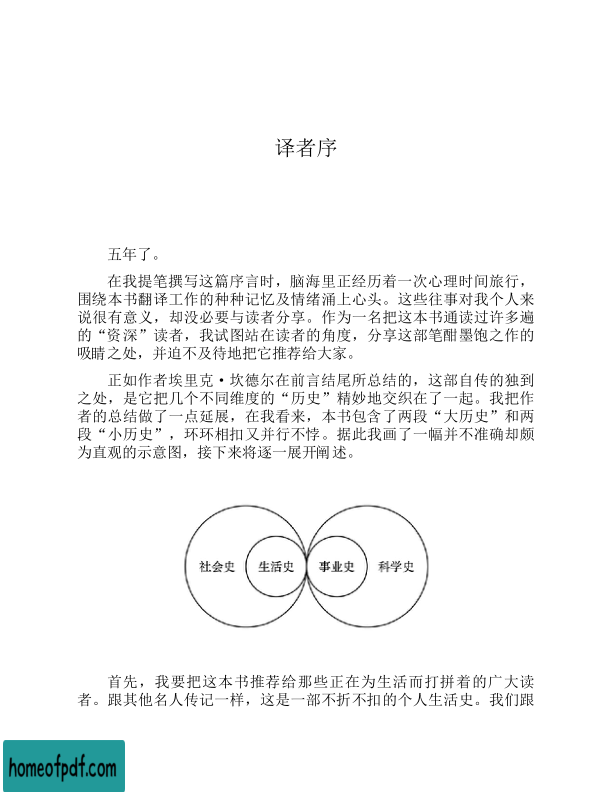 译者序
五年了。
在我提笔撰写这篇序言时，脑海里正经历着一次心理时间旅行，
围绕本书翻译工作的种种记忆及情绪涌上心头。这些往事对我个人来
说很有意义，却没必要与读者分享。作为一名把这本书通读过许多遍
的“资深”读者，我试图站在读者的角度，分享这部笔酣墨饱之作的
吸睛之处，并迫不及待地把它推荐给大家。
正如作者埃里克·坎德尔在前言结尾所总结的，这部自传的独到
之处，是它把几个不同维度的“历史”精妙地交织在了一起。我把作
者的总结做了一点延展，在我看来，本书包含了两段“大历史”和两
段“小历史”，环环相扣又并行不悖。据此我画了一幅并不准确却颇
为直观的示意图，接下来将逐一展开阐述。
社会史 生活史 事业史 科学史
首先，我要把这本书推荐给那些正在为生活而打拼着的广大读
者。跟其他名人传记一样，这是一部不折不扣的个人生活史。我们跟
homeofpdf.com